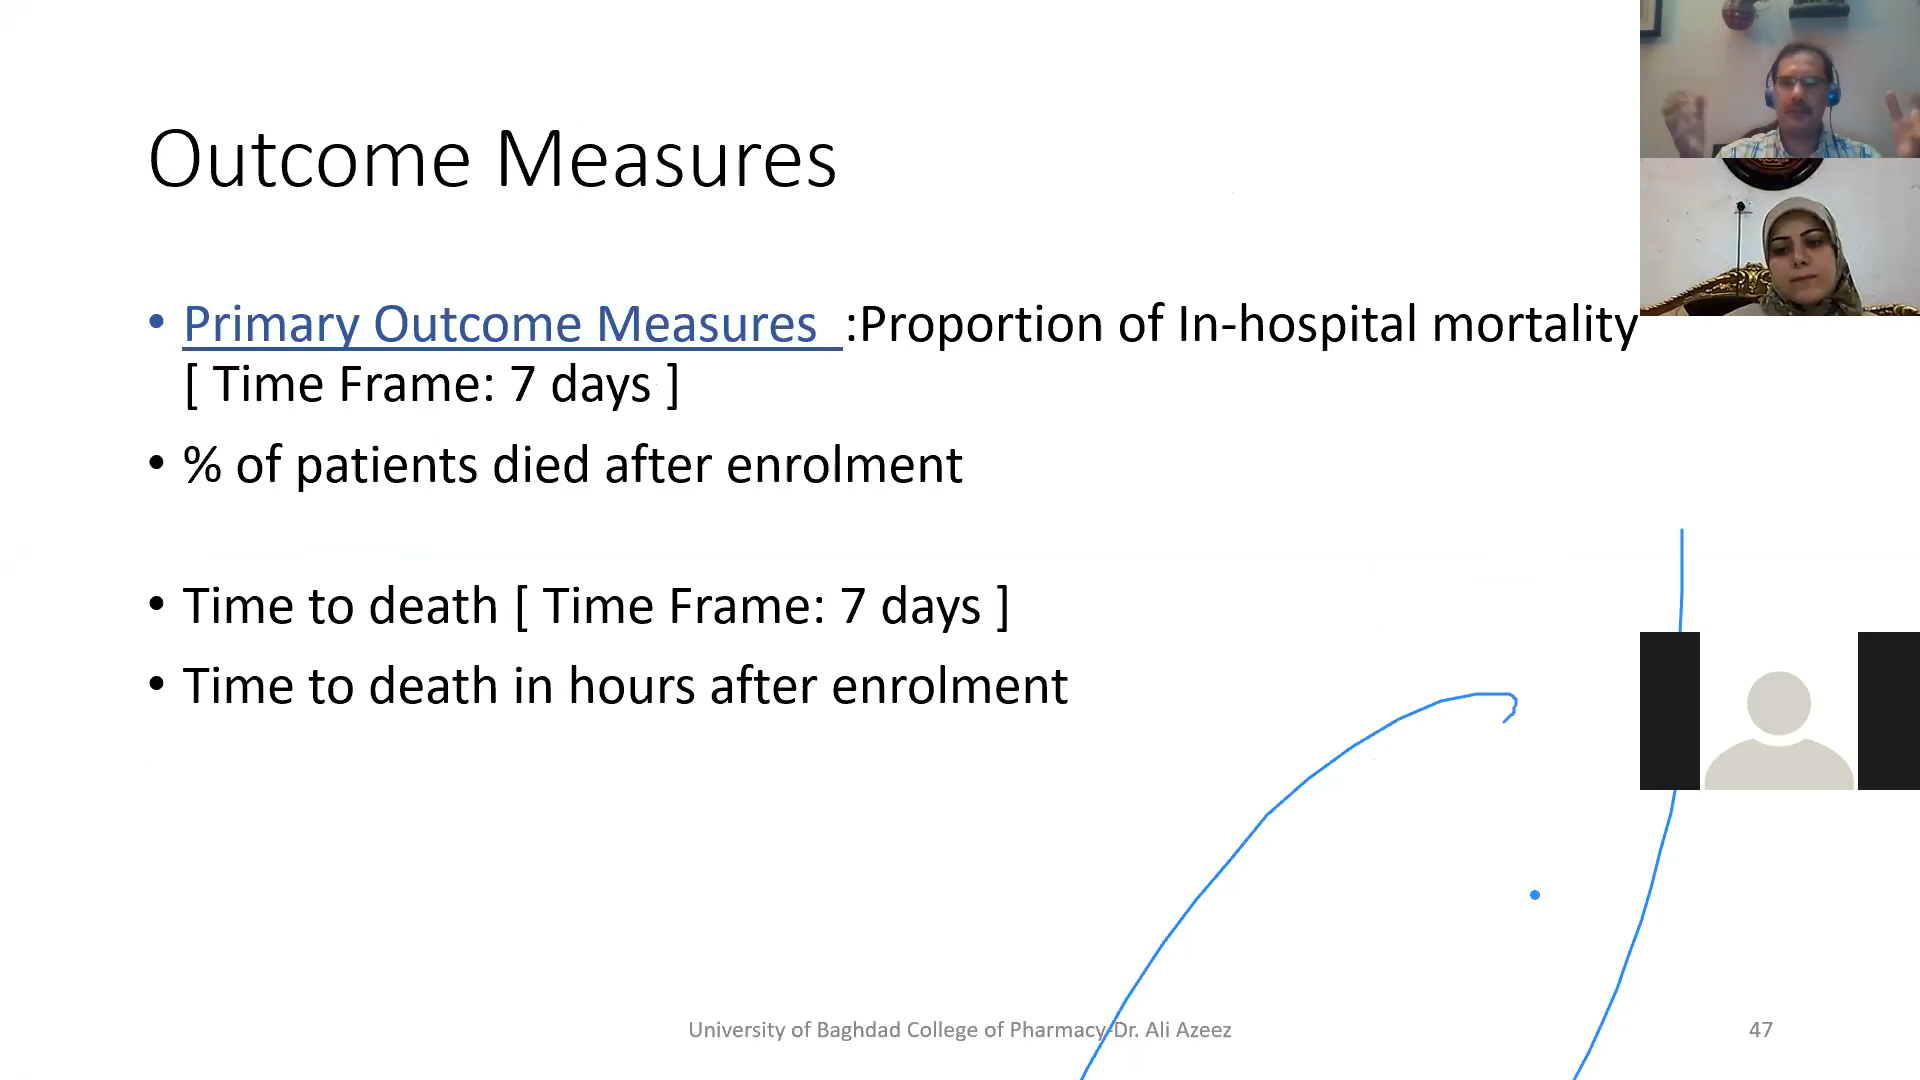 Outcome Measures
• Primary Outcome Measures :Proportion of In-hospital mortality
[ Time Frame: 7 days ]
• % of patients died after enrolment
• Time to death [ Time Frame: 7 days ]
• Time to death in hours after enrolment
University of Baghdad College of Pharmacy-Dr. Ali Azeez
47